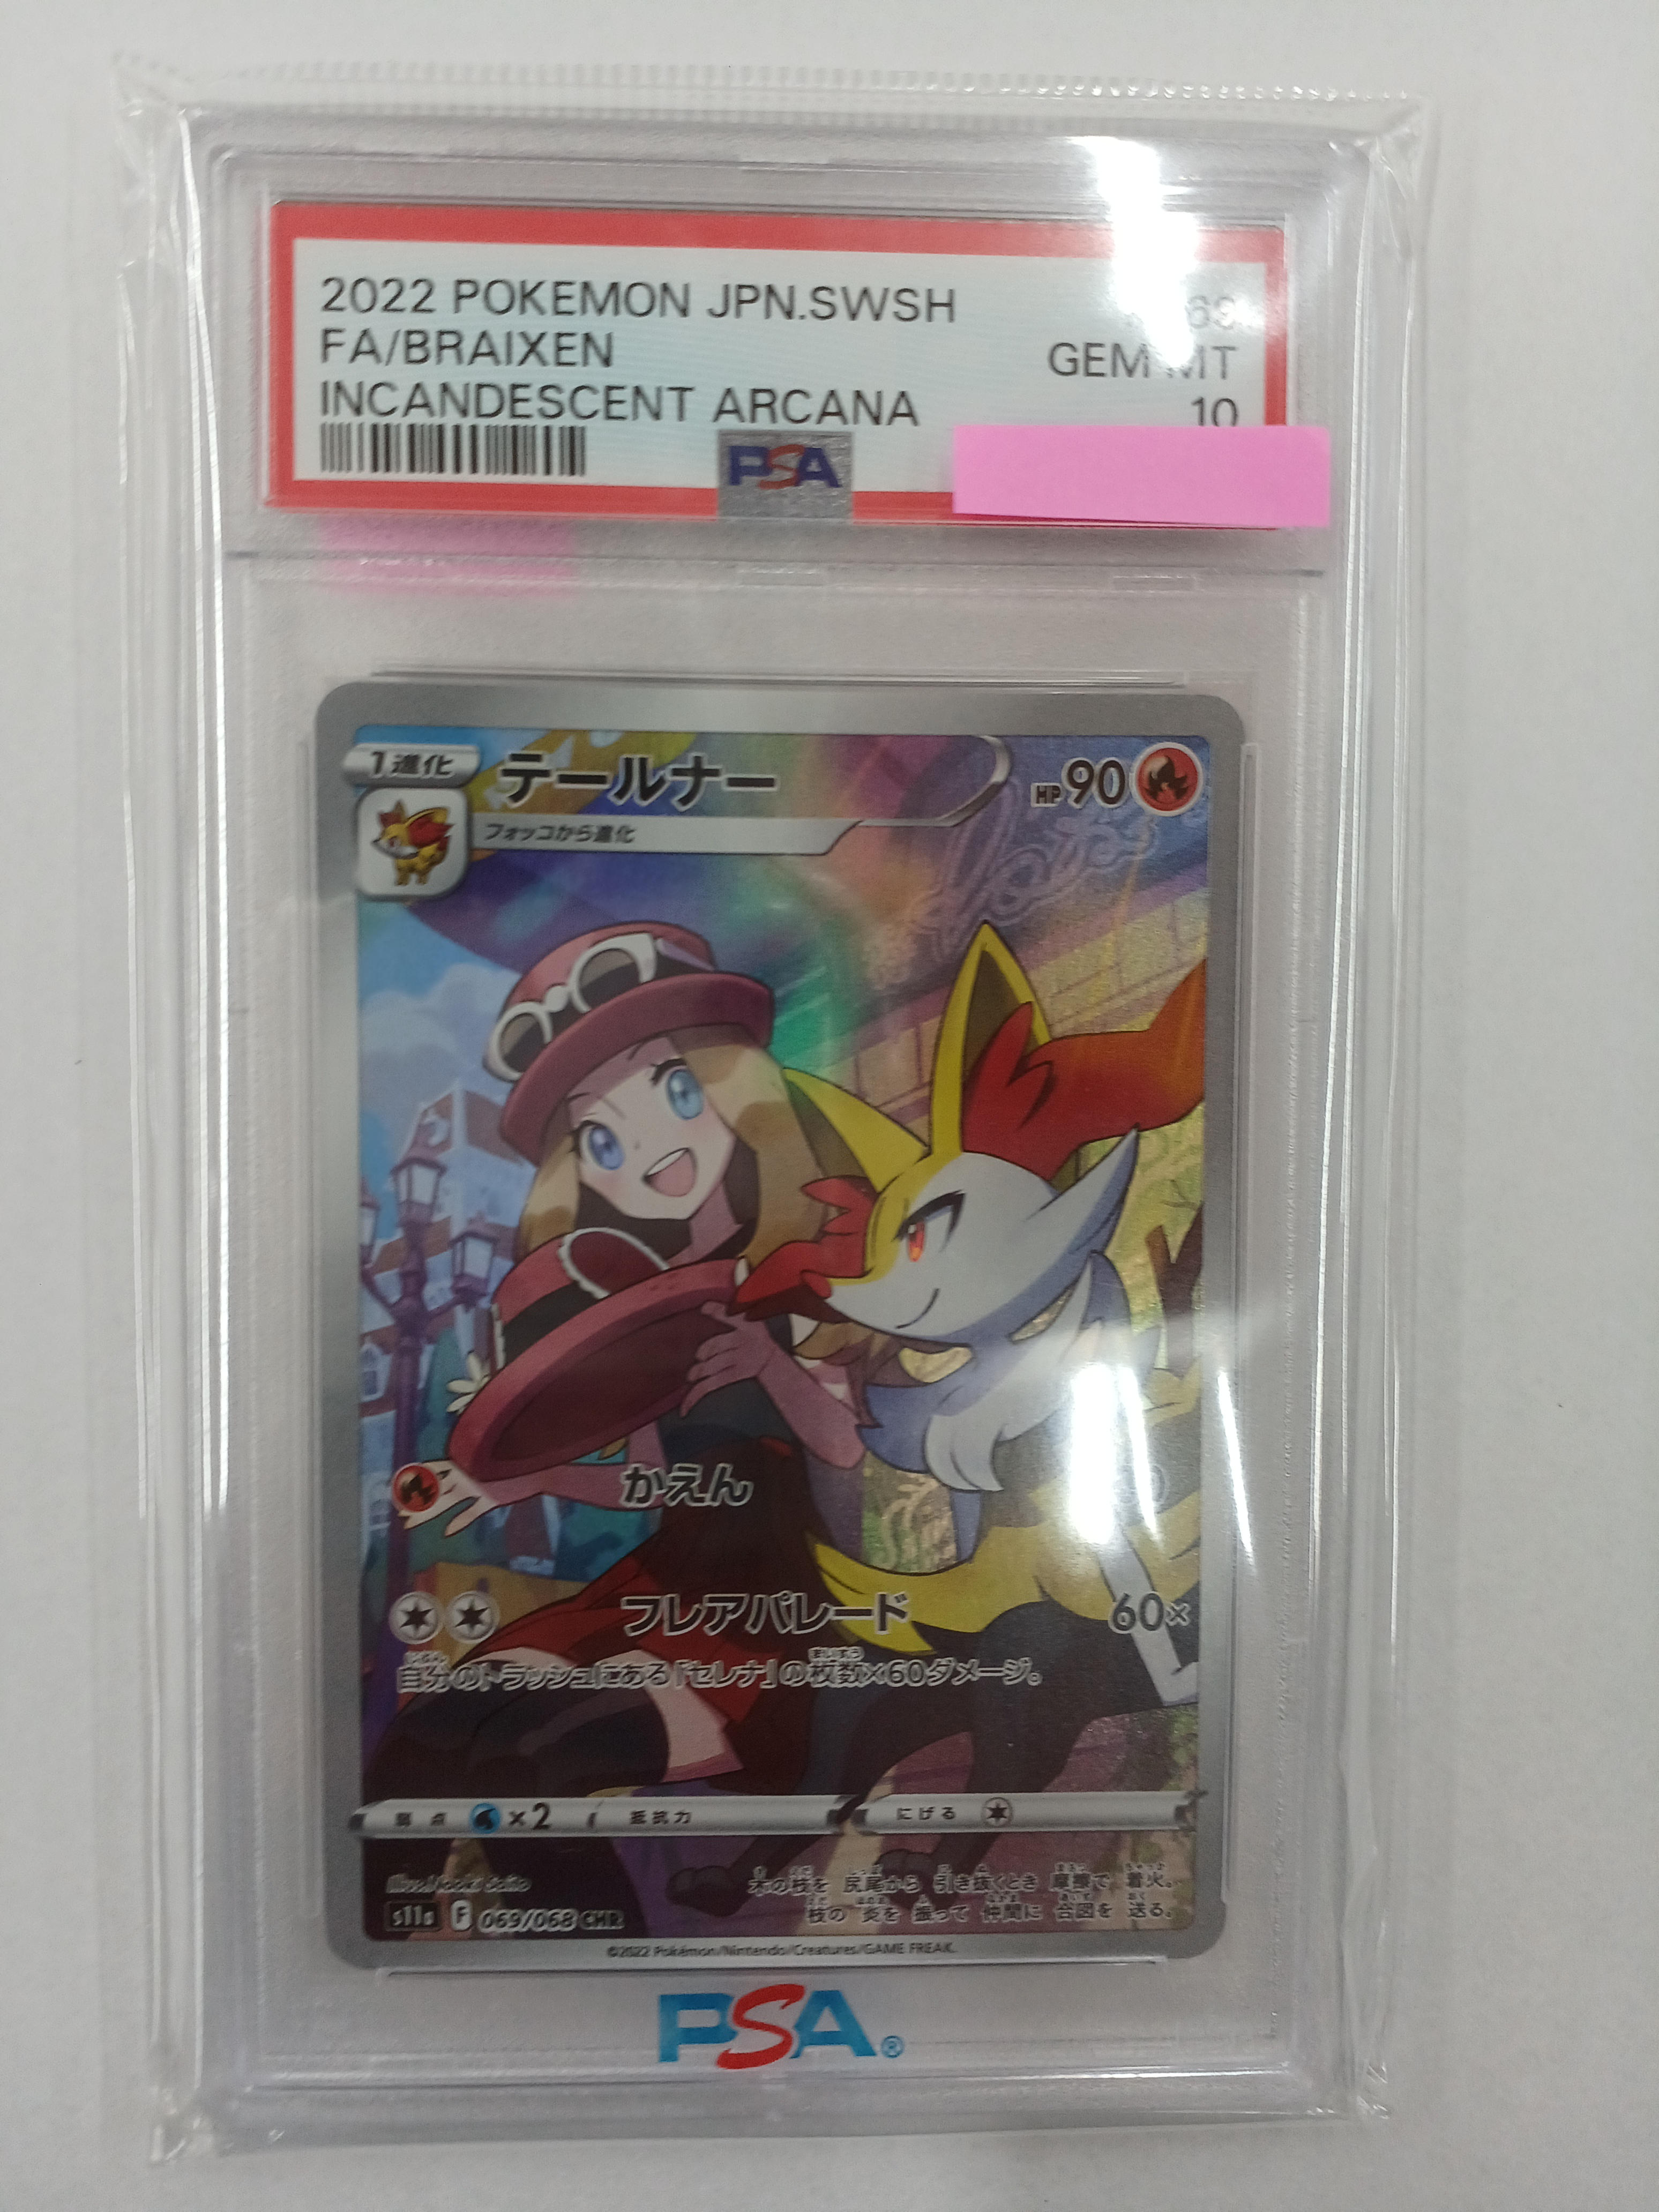 2022 POKEMON JPN.SWSH
FA/BRAIXEN
GEM MT
INCANDESCENT ARCANA
10
PSA
1進化
テールナー
HP90
フォッコから進化
かえん
フレアパレード
60×
自分のトラッシュにある「セレナ」の枚数×60ダメージ。
弱点 ×2 抵抗力 にげる
木の枝を 尻尾から 引き抜くとき 摩擦で 着火。
枝の 炎を 振って 仲間に 合図を 送る。
s11a F 069/068 CHR
©2022 Pokémon/Nintendo/Creatures/GAME FREAK.
PSA®